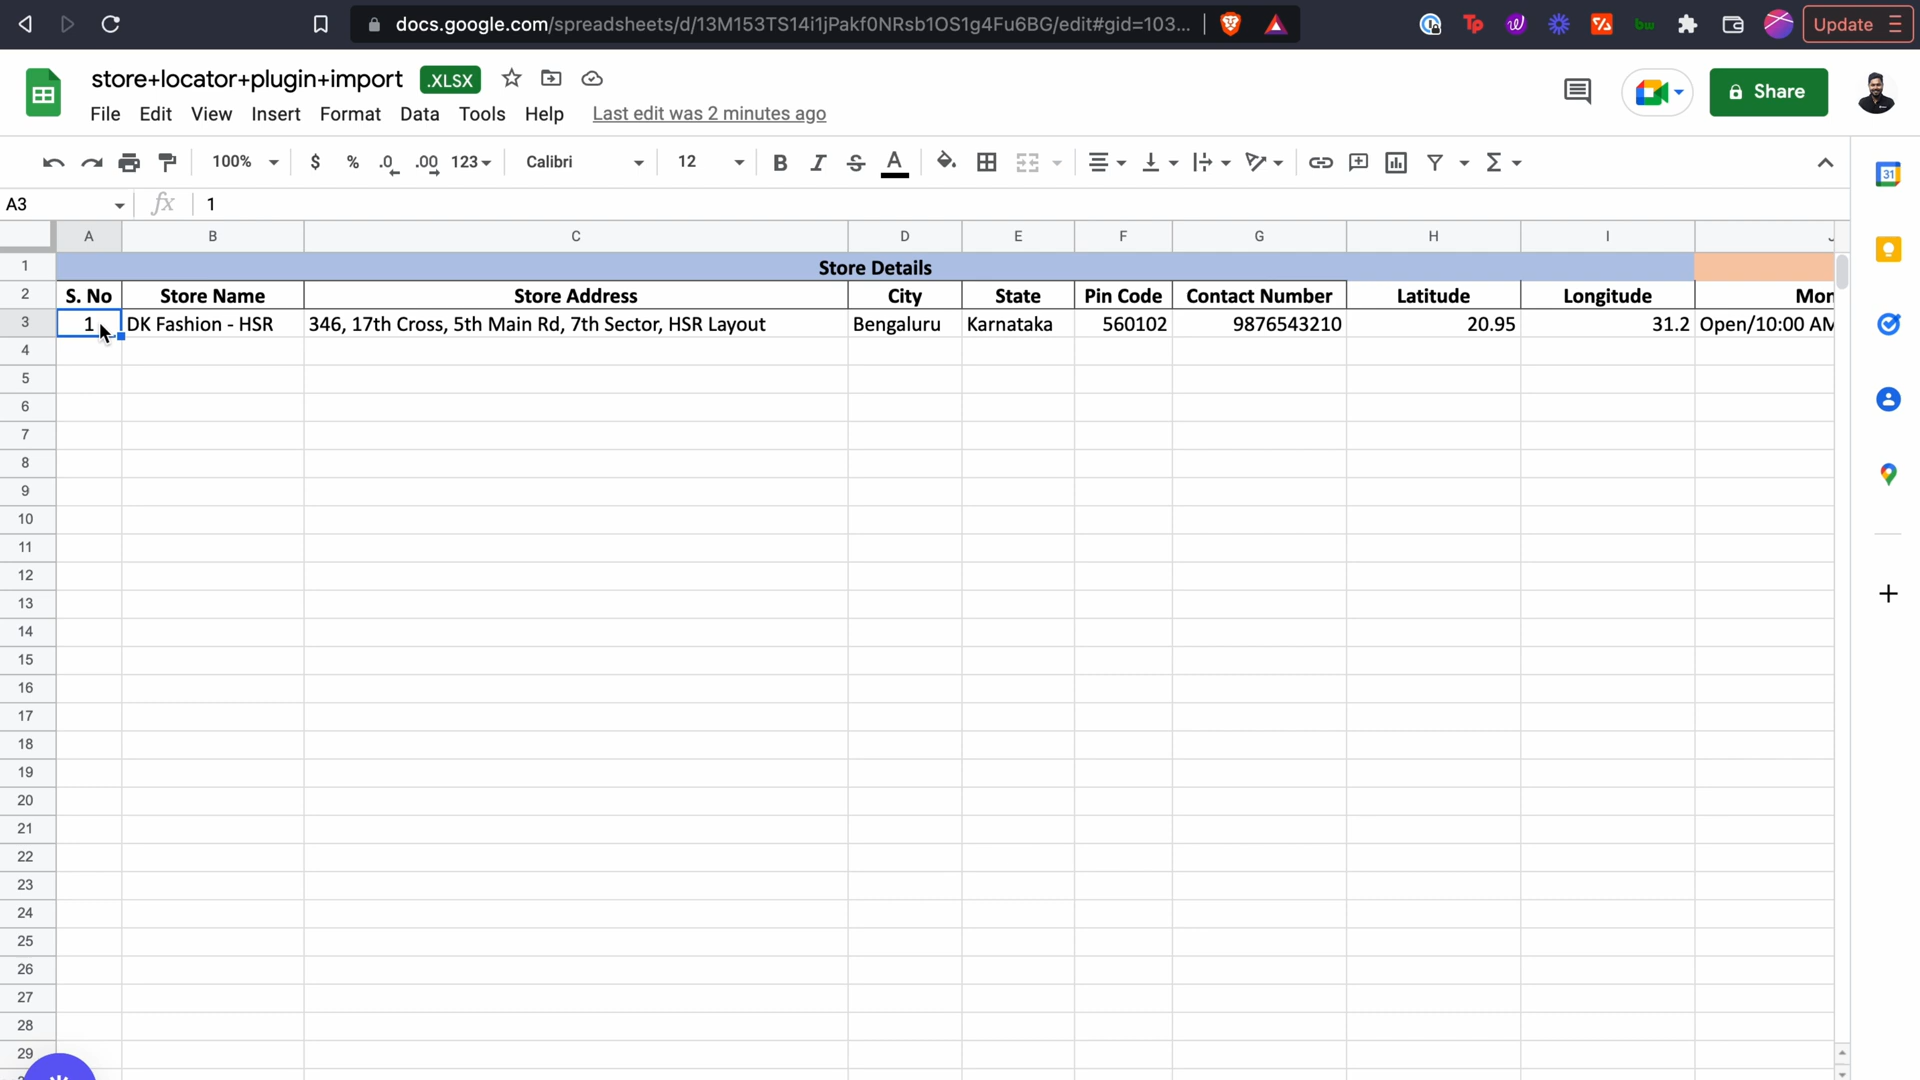 docs.google.com/spreadsheets/d/13M153TS14i1jPakf0NRsb1OS1g4Fu6BG/edit#gid=103...
Update
store+locator+plugin+import .XLSX
File Edit View Insert Format Data Tools Help Last edit was 2 minutes ago
Share
100% $ % .0 .00 123 Calibri 12 B I S A
31
A3 fx 1
A B C D E F G H I J
1 Store Details
2 S. No Store Name Store Address City State Pin Code Contact Number Latitude Longitude Mon
3 1 DK Fashion - HSR 346, 17th Cross, 5th Main Rd, 7th Sector, HSR Layout Bengaluru Karnataka 560102 9876543210 20.95 31.2 Open/10:00 AM
4
5
6
7
8
9
10
11
12
13
14
15
16
17
18
19
20
21
22
23
24
25
26
27
28
29